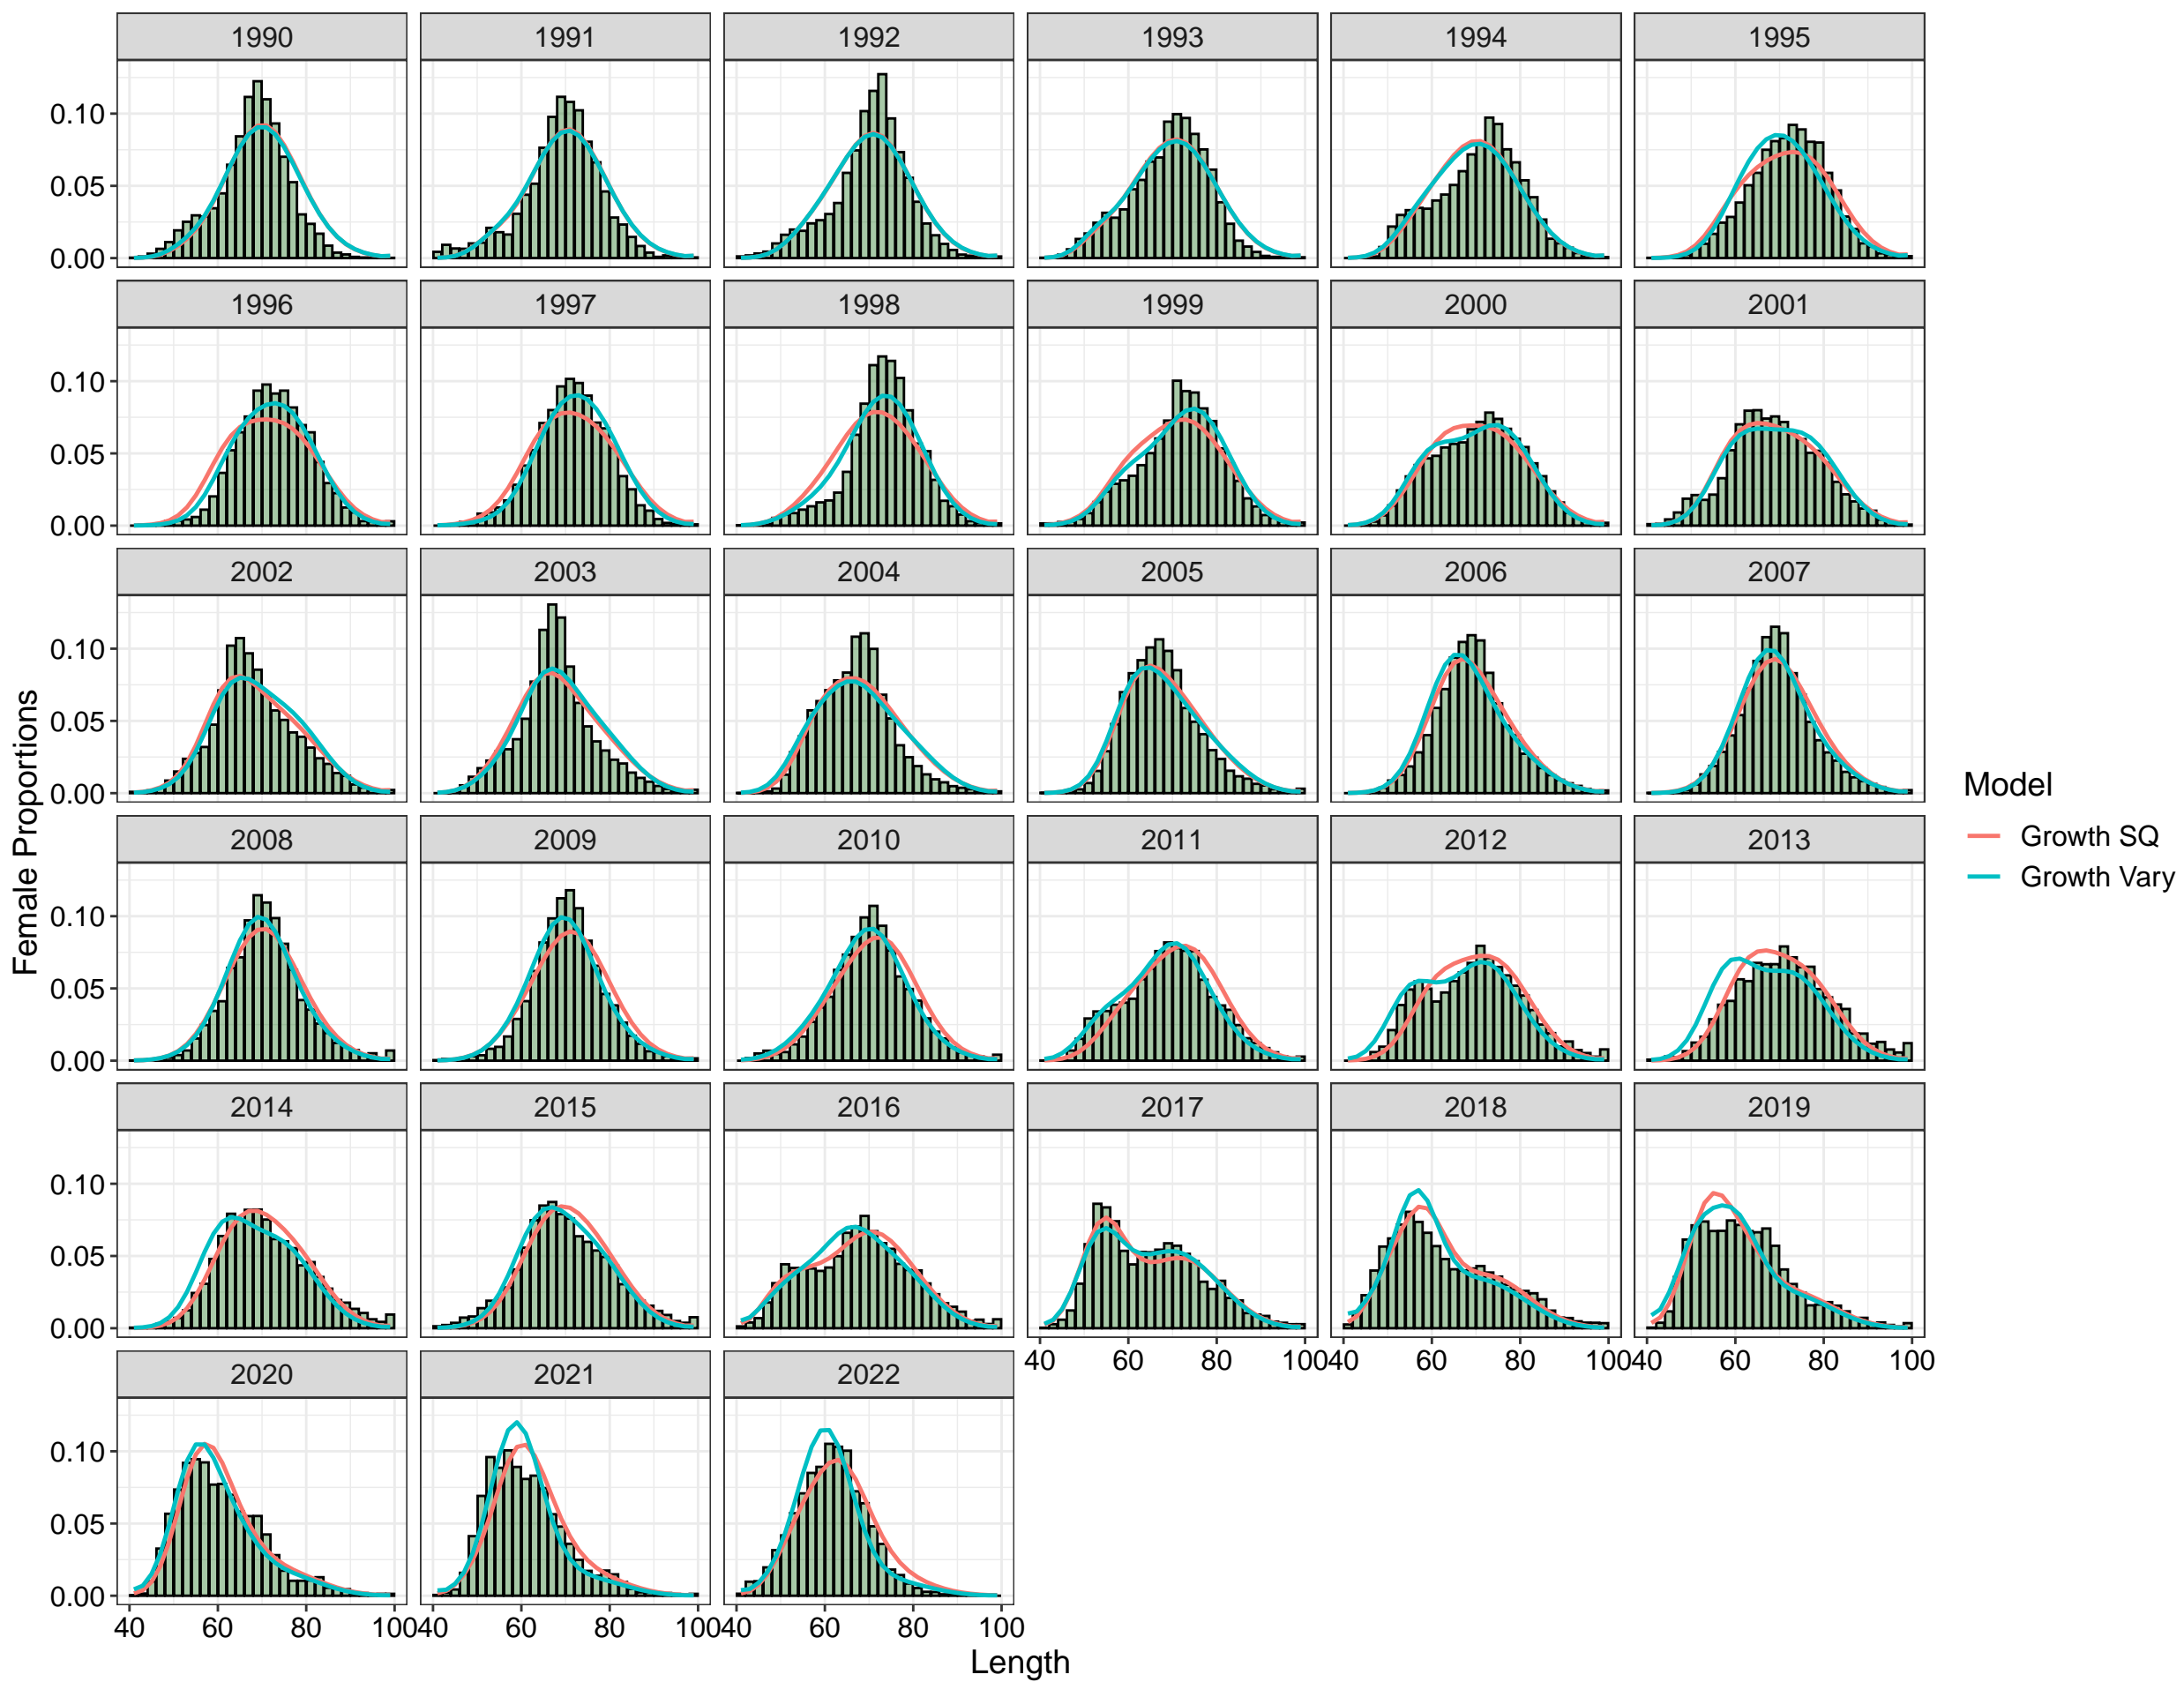 1990 1991 1992 1993 1994 1995
0.10
0.05
0.00
1996 1997 1998 1999 2000 2001
0.10
0.05
0.00
2002 2003 2004 2005 2006 2007
0.10
0.05
0.00
2008 2009 2010 2011 2012 2013
0.10
0.05
0.00
2014 2015 2016 2017 2018 2019
0.10
0.05
0.00
40 60 80 100 40 60 80 100 40 60 80 100
2020 2021 2022
0.10
0.05
0.00
40 60 80 100 40 60 80 100 40 60 80 100
Length
Female Proportions
Model
Growth SQ
Growth Vary